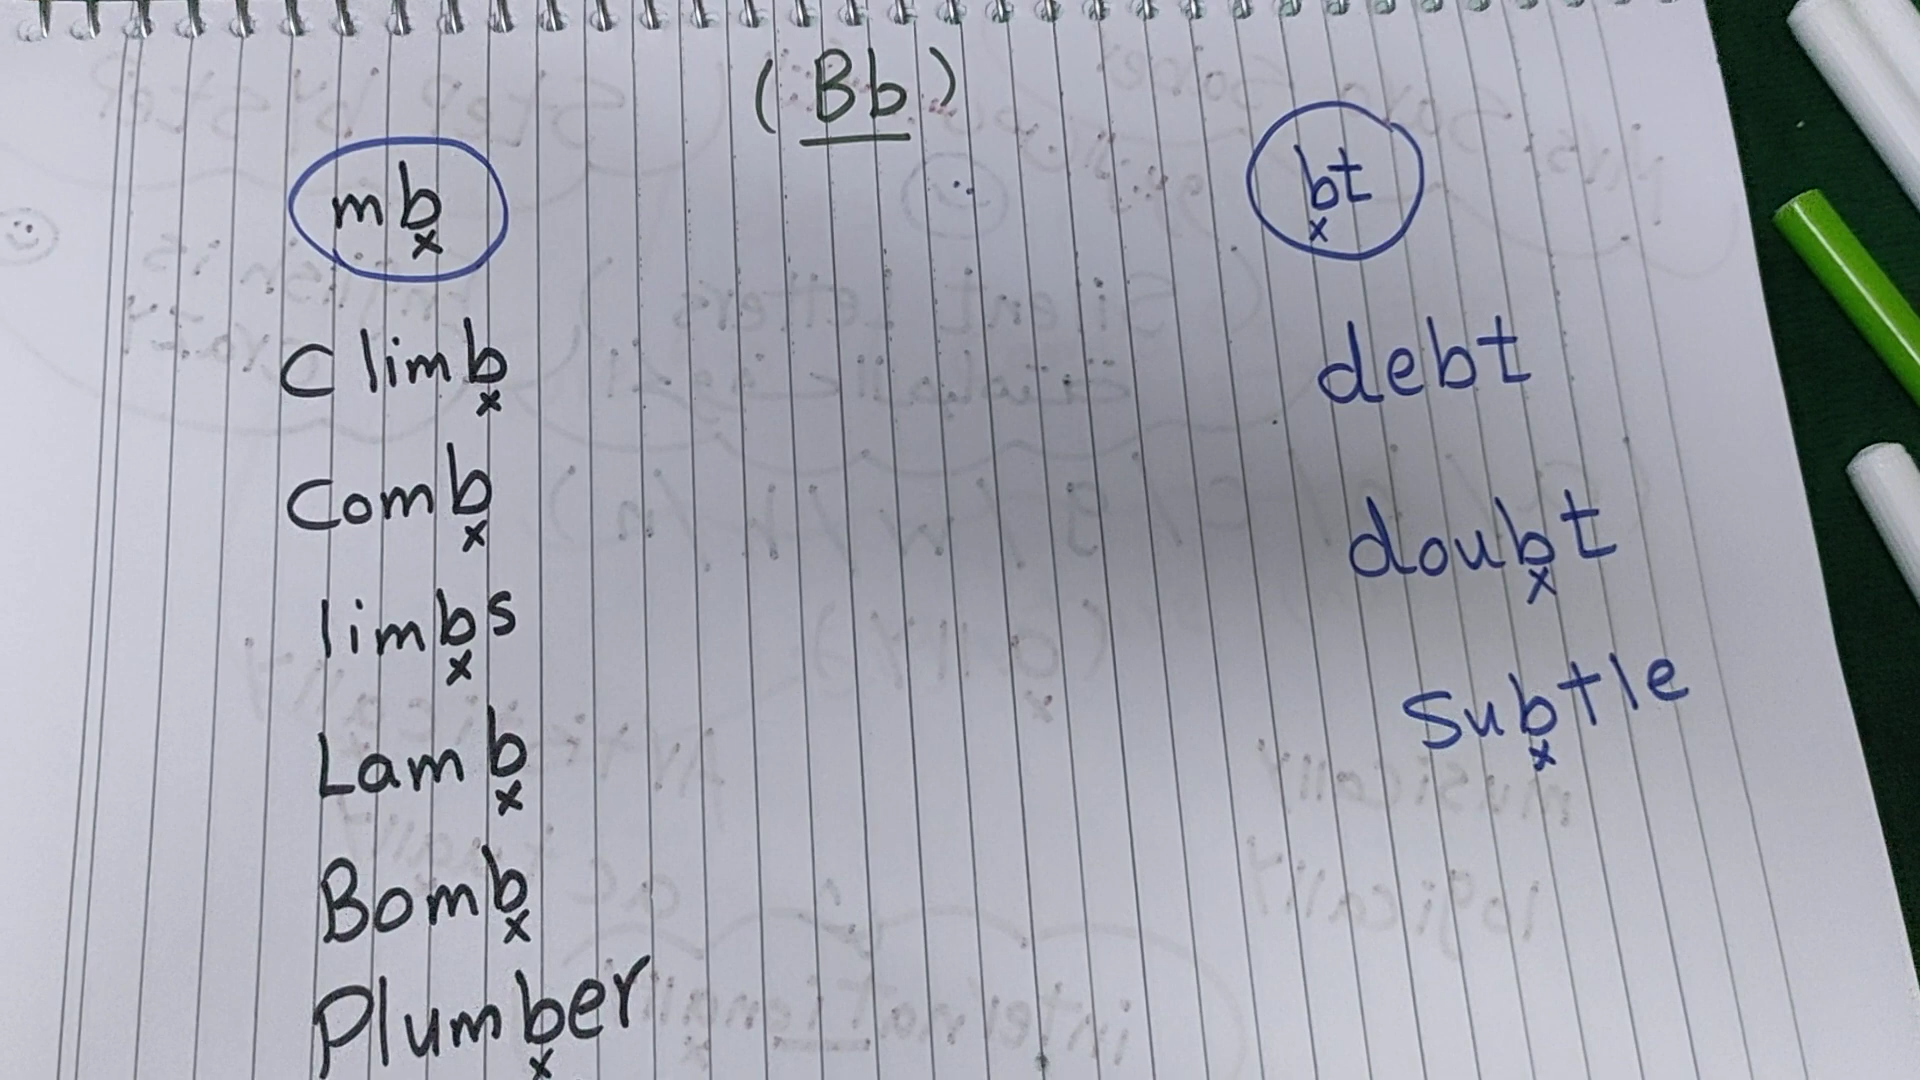 (Bb)
mb
x
Climb
x
Comb
x
limbs
x
Lamb
x
Bomb
x
Plumber
x
bt
x
debt
doubt
x
Subtle
x